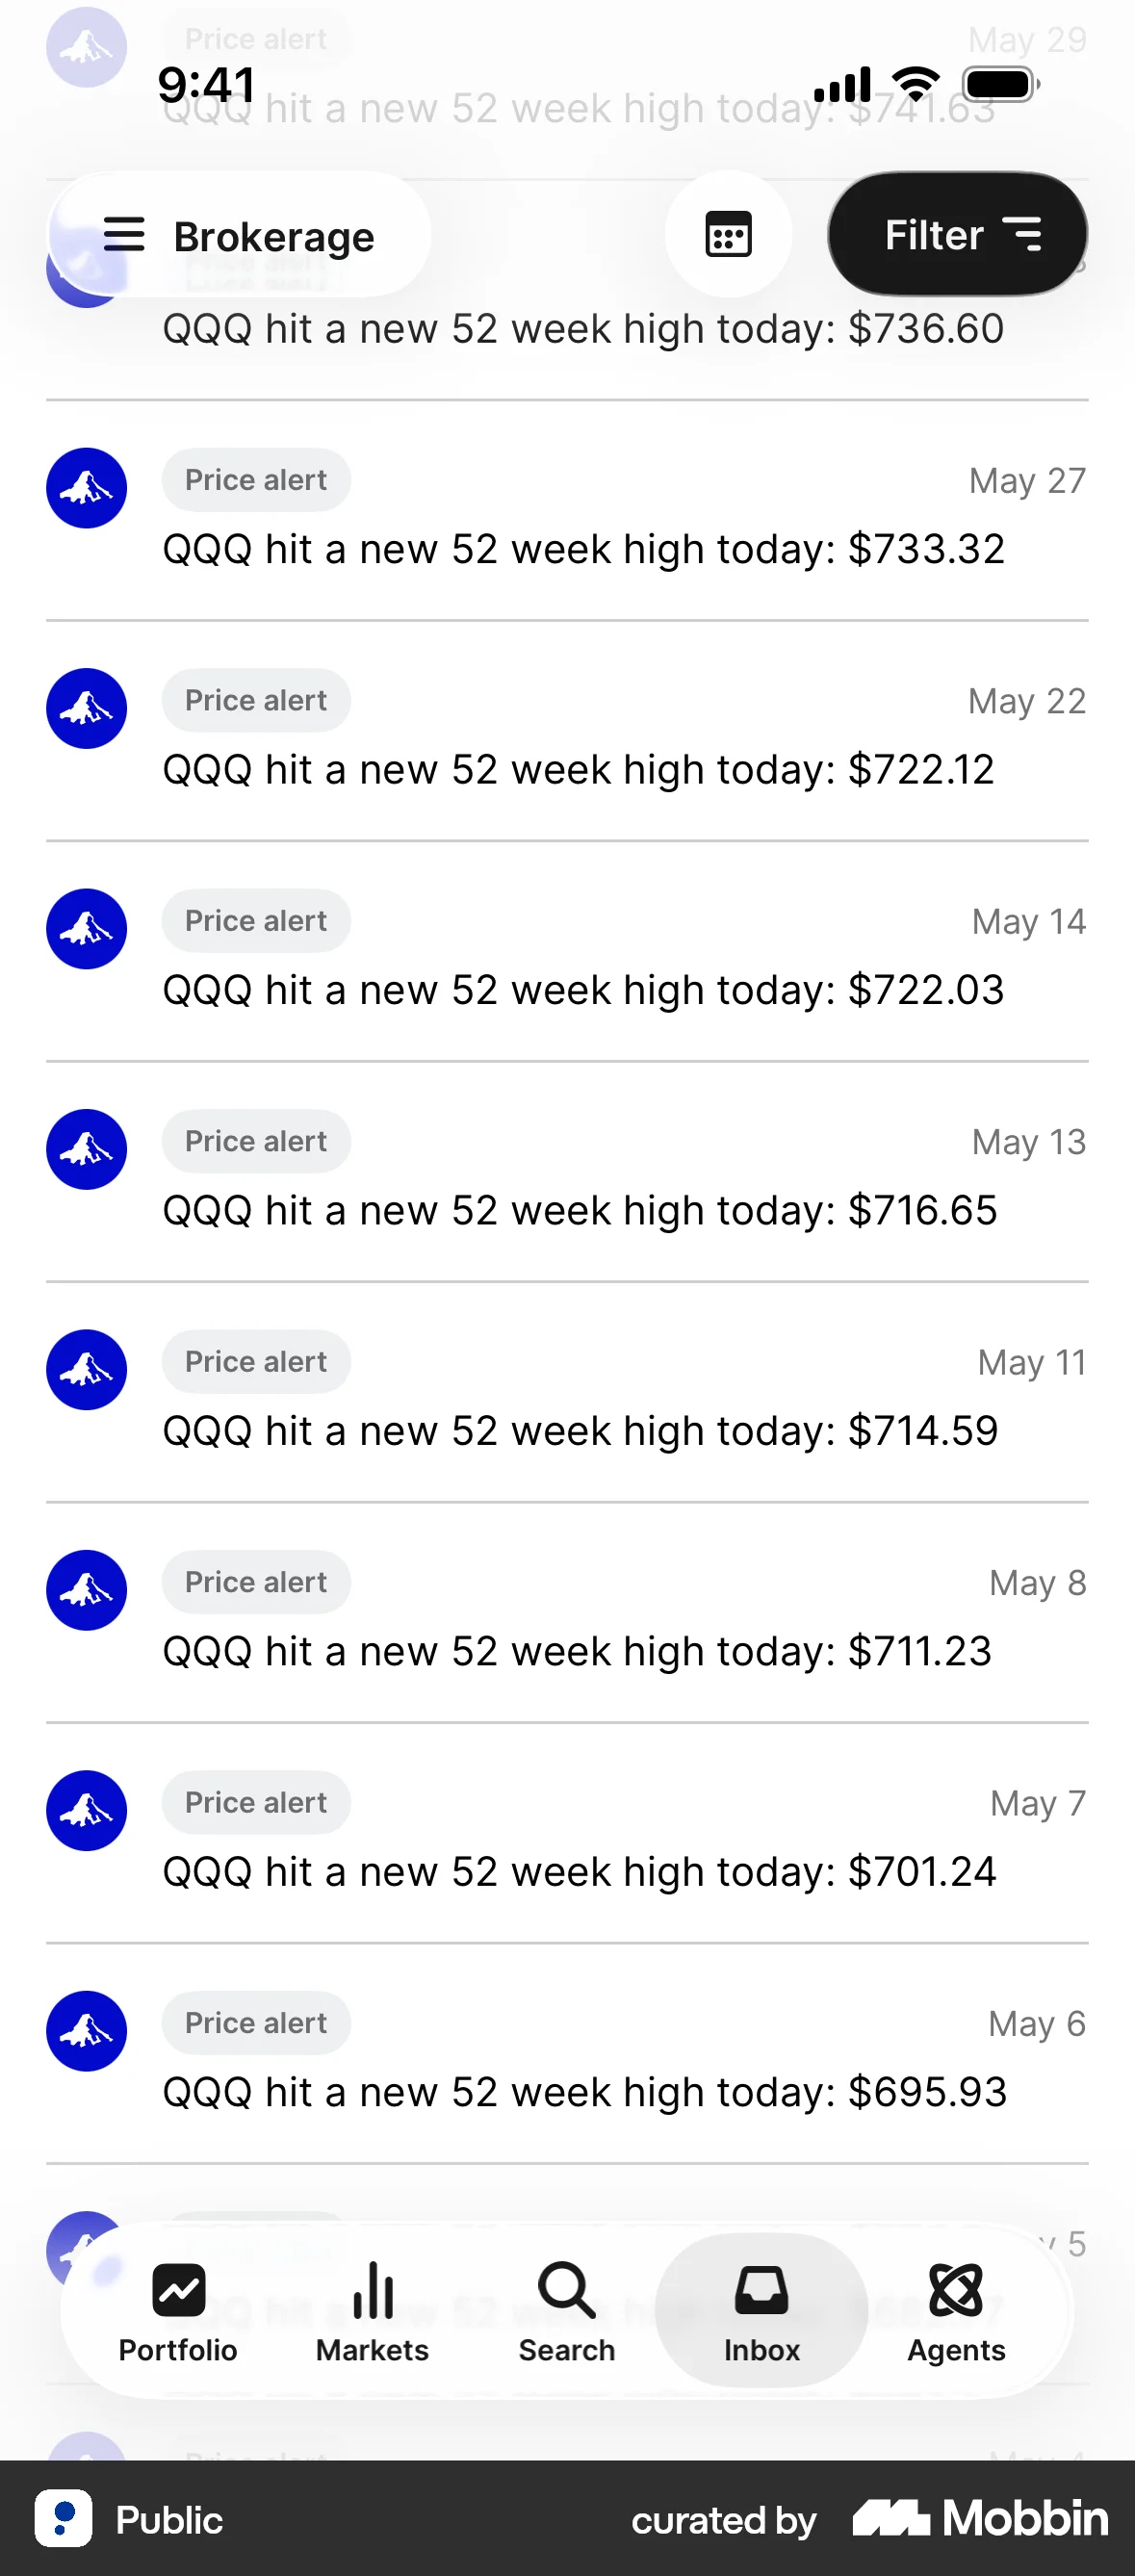 Price alert
May 29
9:41
QQQ hit a new 52 week high today: $741.63
Brokerage
Filter
QQQ hit a new 52 week high today: $736.60
Price alert
May 27
QQQ hit a new 52 week high today: $733.32
Price alert
May 22
QQQ hit a new 52 week high today: $722.12
Price alert
May 14
QQQ hit a new 52 week high today: $722.03
Price alert
May 13
QQQ hit a new 52 week high today: $716.65
Price alert
May 11
QQQ hit a new 52 week high today: $714.59
Price alert
May 8
QQQ hit a new 52 week high today: $711.23
Price alert
May 7
QQQ hit a new 52 week high today: $701.24
Price alert
May 6
QQQ hit a new 52 week high today: $695.93
5
Portfolio
Markets
Search
Inbox
Agents
Public
curated by
Mobbin